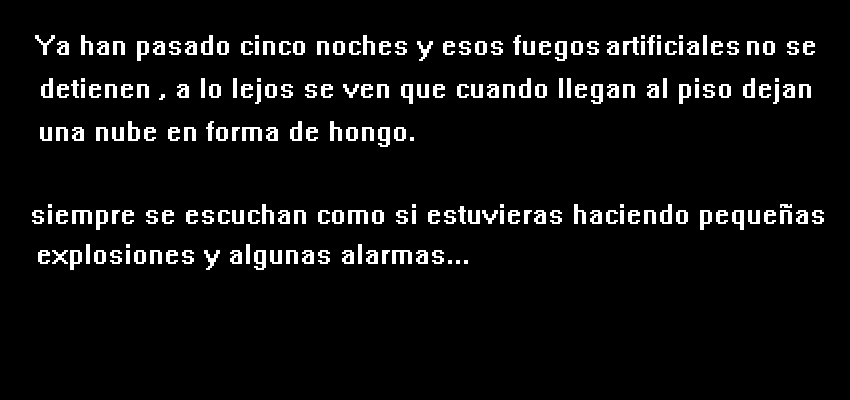 Ya han pasado cinco noches y esos fuegos artificiales no se
detienen , a lo lejos se ven que cuando llegan al piso dejan
una nube en forma de hongo.
siempre se escuchan como si estuvieras haciendo pequeñas
explosiones y algunas alarmas...